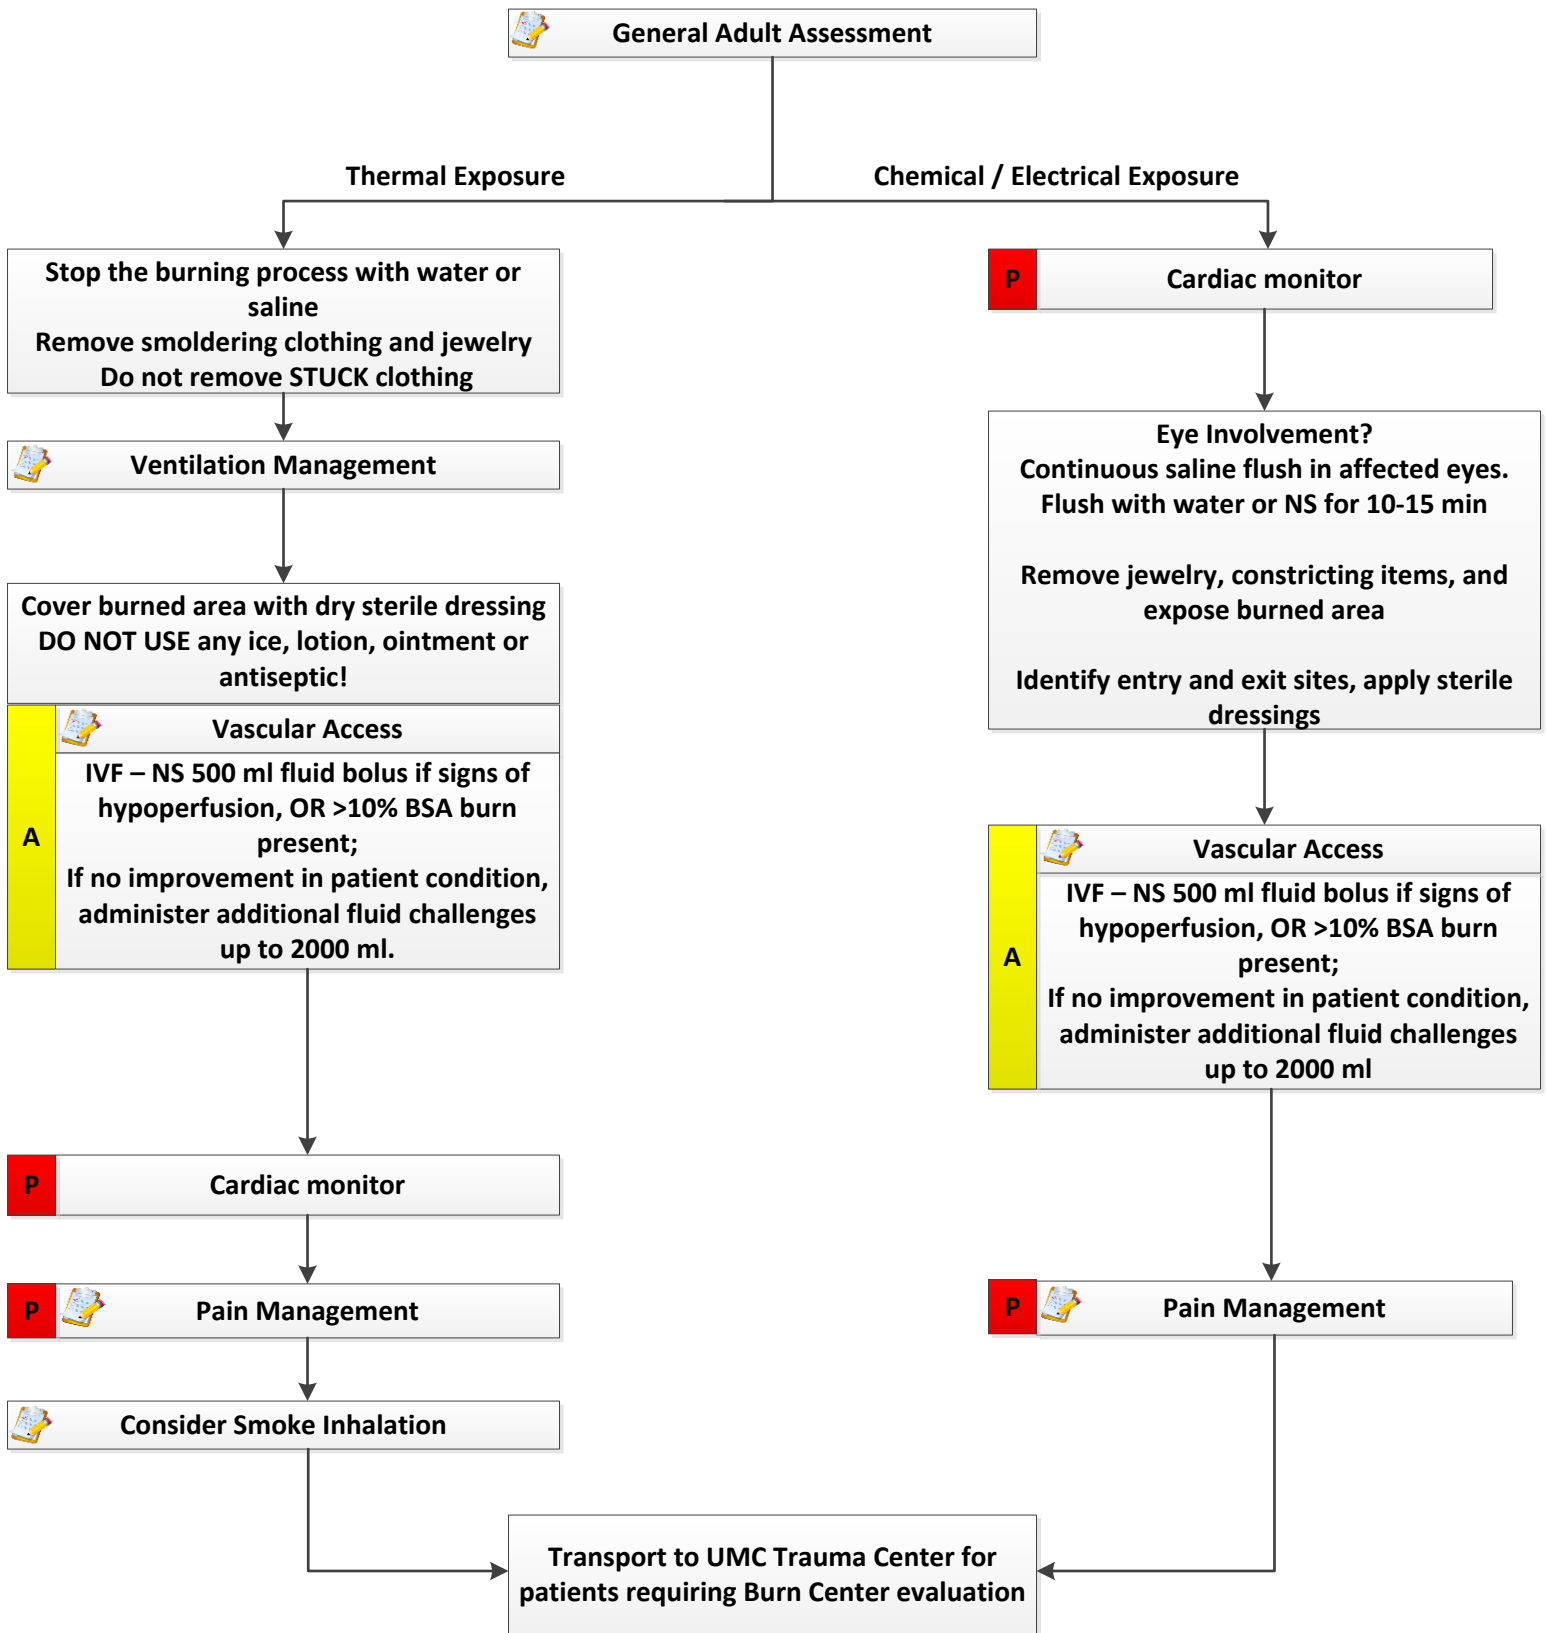 General Adult Assessment
Thermal Exposure
Chemical / Electrical Exposure
Stop the burning process with water or
saline
Remove smoldering clothing and jewelry
Do not remove STUCK clothing
Ventilation Management
Cover burned area with dry sterile dressing
DO NOT USE any ice, lotion, ointment or
antiseptic!
A
Vascular Access
IVF – NS 500 ml fluid bolus if signs of
hypoperfusion, OR >10% BSA burn
present;
If no improvement in patient condition,
administer additional fluid challenges
up to 2000 ml.
P
Cardiac monitor
P
Pain Management
Consider Smoke Inhalation
P
Cardiac monitor
Eye Involvement?
Continuous saline flush in affected eyes.
Flush with water or NS for 10-15 min
Remove jewelry, constricting items, and
expose burned area
Identify entry and exit sites, apply sterile
dressings
A
Vascular Access
IVF – NS 500 ml fluid bolus if signs of
hypoperfusion, OR >10% BSA burn
present;
If no improvement in patient condition,
administer additional fluid challenges
up to 2000 ml
P
Pain Management
Transport to UMC Trauma Center for
patients requiring Burn Center evaluation